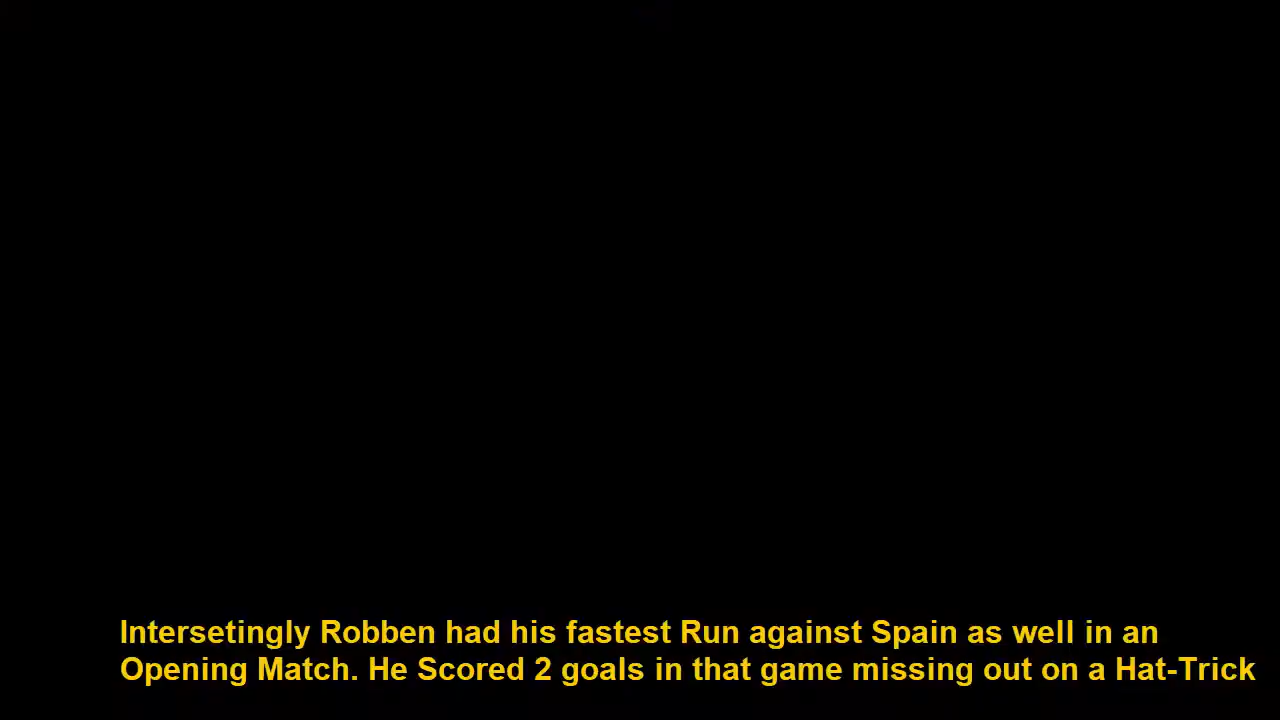 Intersetingly Robben had his fastest Run against Spain as well in an
Opening Match. He Scored 2 goals in that game missing out on a Hat-Trick